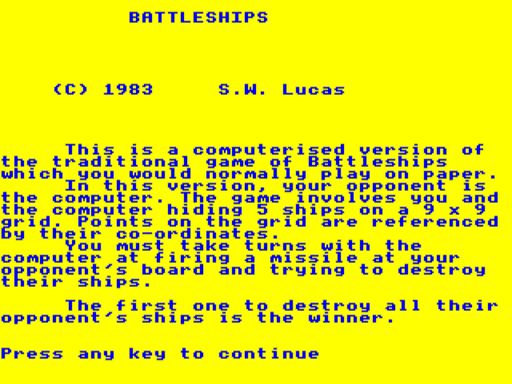 BATTLESHIPS
(C) 1983 S.W. Lucas
This is a computerised version of
the traditional game of Battleships
which you would normally play on paper.
In this version, your opponent is
the computer. The game involves you and
the computer hiding 5 ships on a 9 x 9
grid. Points on the grid are referenced
by their co-ordinates.
You must take turns with the
computer at firing a missile at your
opponent's board and trying to destroy
their ships.
The first one to destroy all their
opponent's ships is the winner.
Press any key to continue